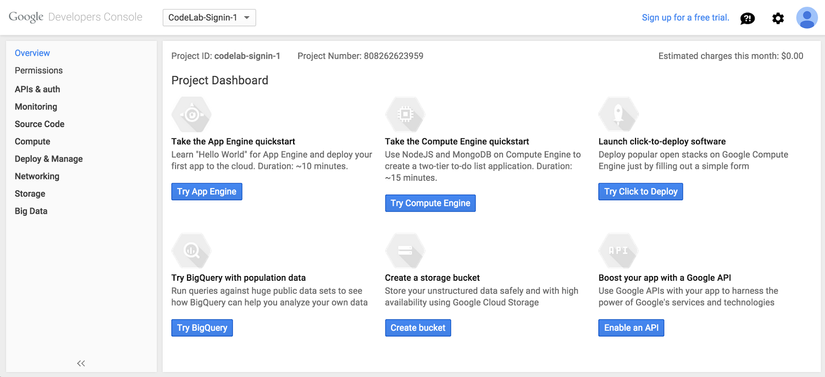 Google Developers Console
CodeLab-Signin-1
Sign up for a free trial.
Overview
Permissions
APIs & auth
Monitoring
Source Code
Compute
Deploy & Manage
Networking
Storage
Big Data
Project ID: codelab-signin-1
Project Number: 808262623959
Estimated charges this month: $0.00
Project Dashboard
Take the App Engine quickstart
Learn "Hello World" for App Engine and deploy your
first app to the cloud. Duration: ~10 minutes.
Try App Engine
Take the Compute Engine quickstart
Use NodeJS and MongoDB on Compute Engine to
create a two-tier to-do list application. Duration:
~15 minutes.
Try Compute Engine
Launch click-to-deploy software
Deploy popular open stacks on Google Compute
Engine just by filling out a simple form
Try Click to Deploy
Try BigQuery with population data
Run queries against huge public data sets to see
how BigQuery can help you analyze your own data
Try BigQuery
Create a storage bucket
Store your unstructured data safely and with high
availability using Google Cloud Storage
Create bucket
API
Boost your app with a Google API
Use Google APIs with your app to harness the
power of Google's services and technologies
Enable an API